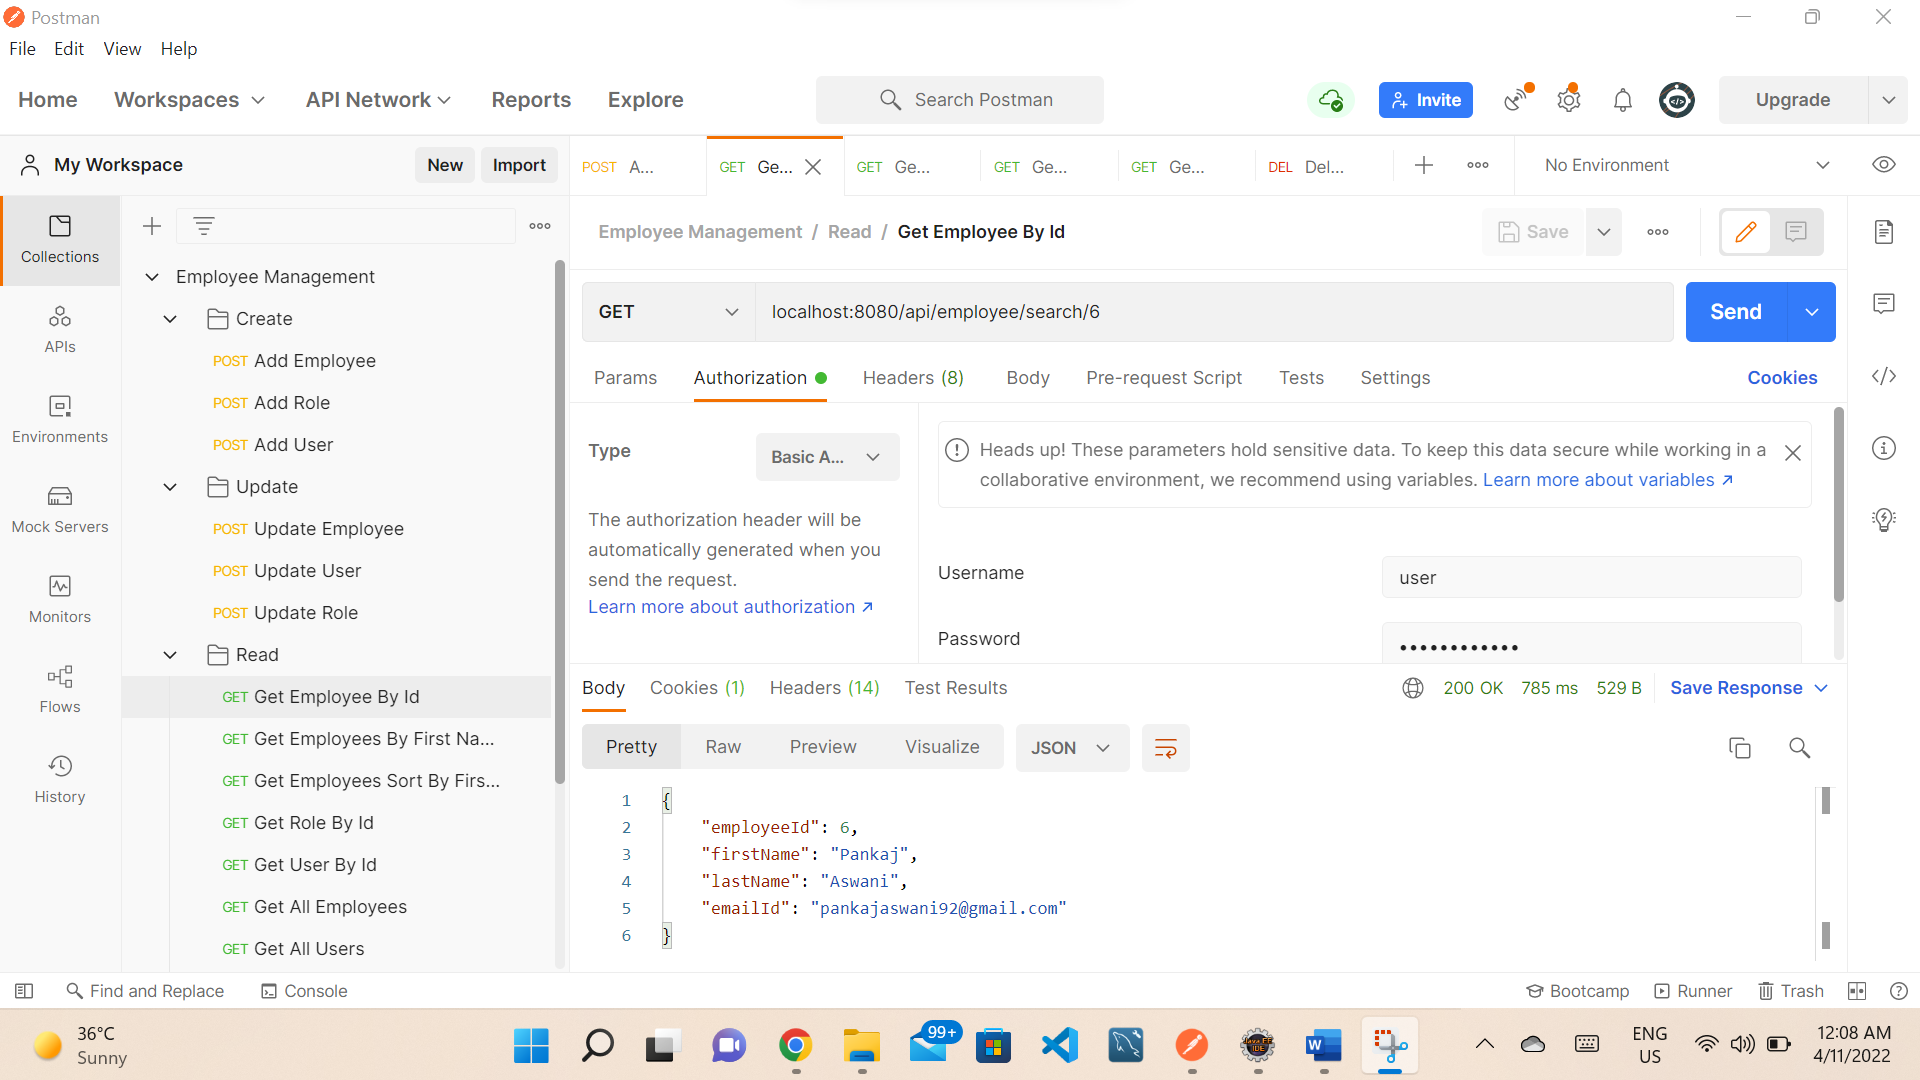 Postman
File Edit View Help
Home Workspaces API Network Reports Explore Search Postman Invite Upgrade
My Workspace New Import
POST A... GET Ge... GET Ge... GET Ge... GET Ge... DEL Del... No Environment
Collections
APIs
Environments
Mock Servers
Monitors
Flows
History
Employee Management
Create
POST Add Employee
POST Add Role
POST Add User
Update
POST Update Employee
POST Update User
POST Update Role
Read
GET Get Employee By Id
GET Get Employees By First Na...
GET Get Employees Sort By Firs...
GET Get Role By Id
GET Get User By Id
GET Get All Employees
GET Get All Users
Employee Management / Read / Get Employee By Id Save
GET localhost:8080/api/employee/search/6 Send
Params Authorization Headers (8) Body Pre-request Script Tests Settings Cookies
Type Basic A...
The authorization header will be
automatically generated when you
send the request.
Learn more about authorization ↗
Heads up! These parameters hold sensitive data. To keep this data secure while working in a
collaborative environment, we recommend using variables. Learn more about variables ↗
Username user
Password ••••••••••••
Body Cookies (1) Headers (14) Test Results 200 OK 785 ms 529 B Save Response
Pretty Raw Preview Visualize JSON
1 {
2 "employeeId": 6,
3 "firstName": "Pankaj",
4 "lastName": "Aswani",
5 "emailId": "pankajaswani92@gmail.com"
6 }
Find and Replace Console Bootcamp Runner Trash
36°C
Sunny
99+
Java EE
IDE
W
ENG
US
12:08 AM
4/11/2022